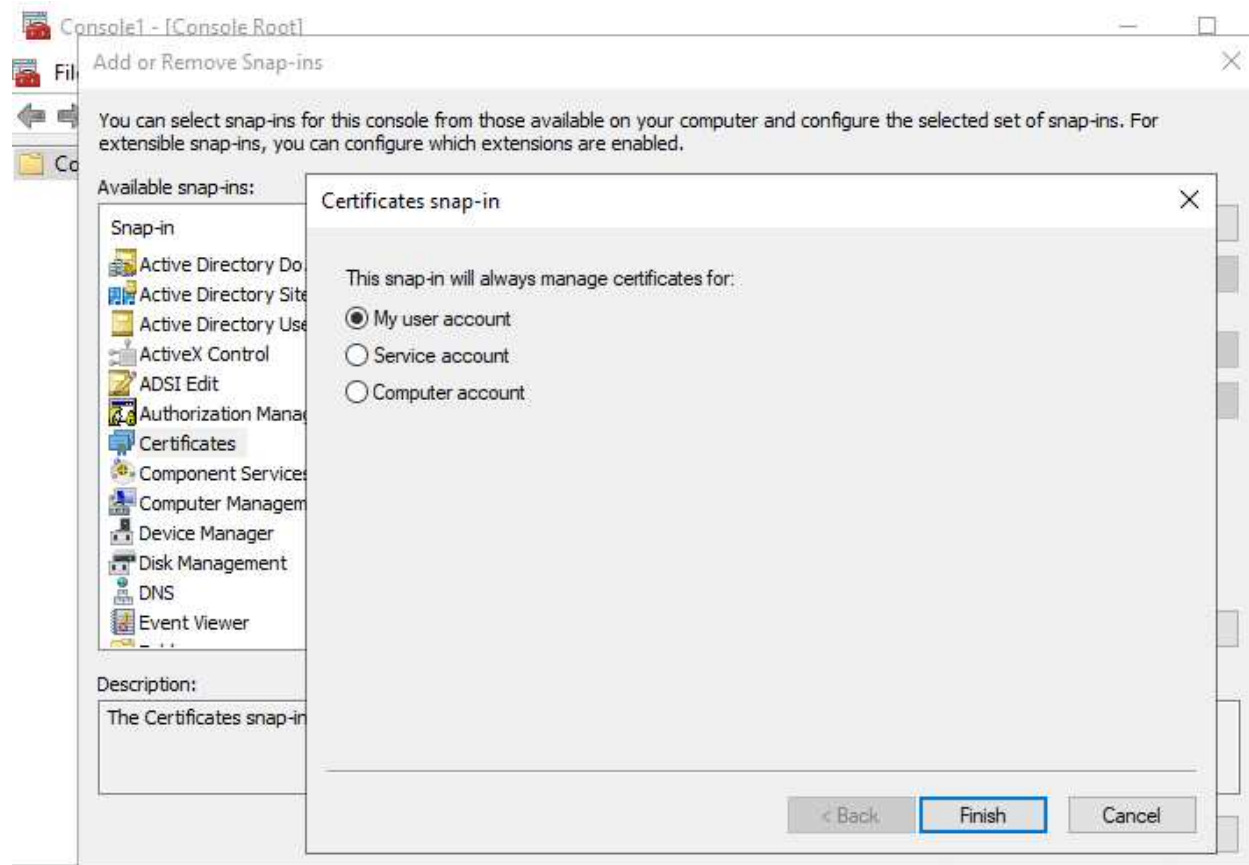 Console1 - [Console Root]
Add or Remove Snap-ins
You can select snap-ins for this console from those available on your computer and configure the selected set of snap-ins. For
extensible snap-ins, you can configure which extensions are enabled.
Available snap-ins:
Snap-in
Active Directory Do
Active Directory Site
Active Directory Use
ActiveX Control
ADSI Edit
Authorization Manag
Certificates
Component Services
Computer Managem
Device Manager
Disk Management
DNS
Event Viewer
Description:
The Certificates snap-in
Certificates snap-in
This snap-in will always manage certificates for:
My user account
Service account
Computer account
< Back
Finish
Cancel